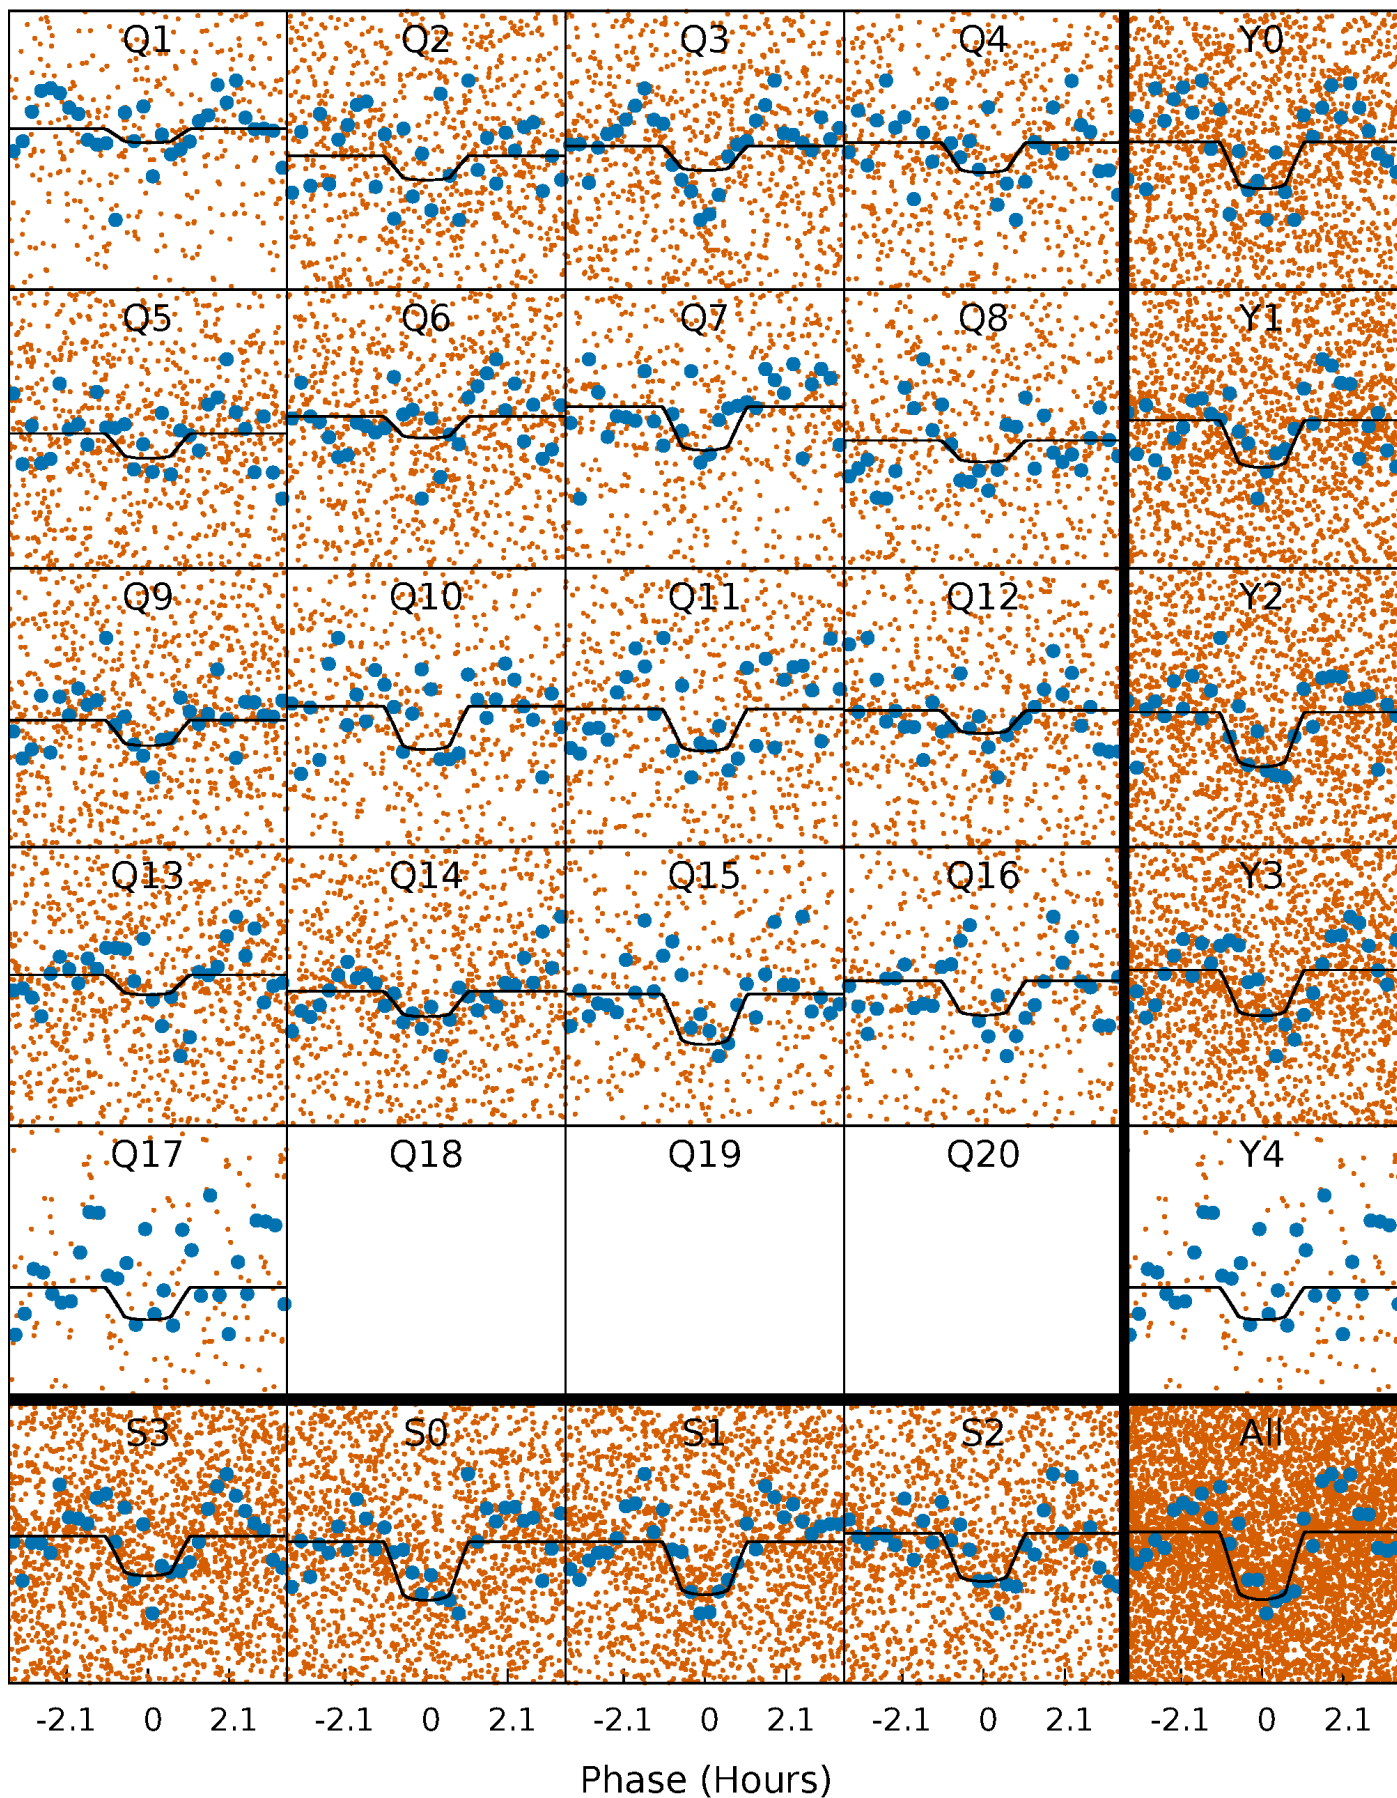 Q1 Q2 Q3 Q4 Y0
Q5 Q6 Q7 Q8 Y1
Q9 Q10 Q11 Q12 Y2
Q13 Q14 Q15 Q16 Y3
Q17 Q18 Q19 Q20 Y4
S3 S0 S1 S2 All
-2.1 0 2.1 -2.1 0 2.1 -2.1 0 2.1 -2.1 0 2.1 -2.1 0 2.1
Phase (Hours)